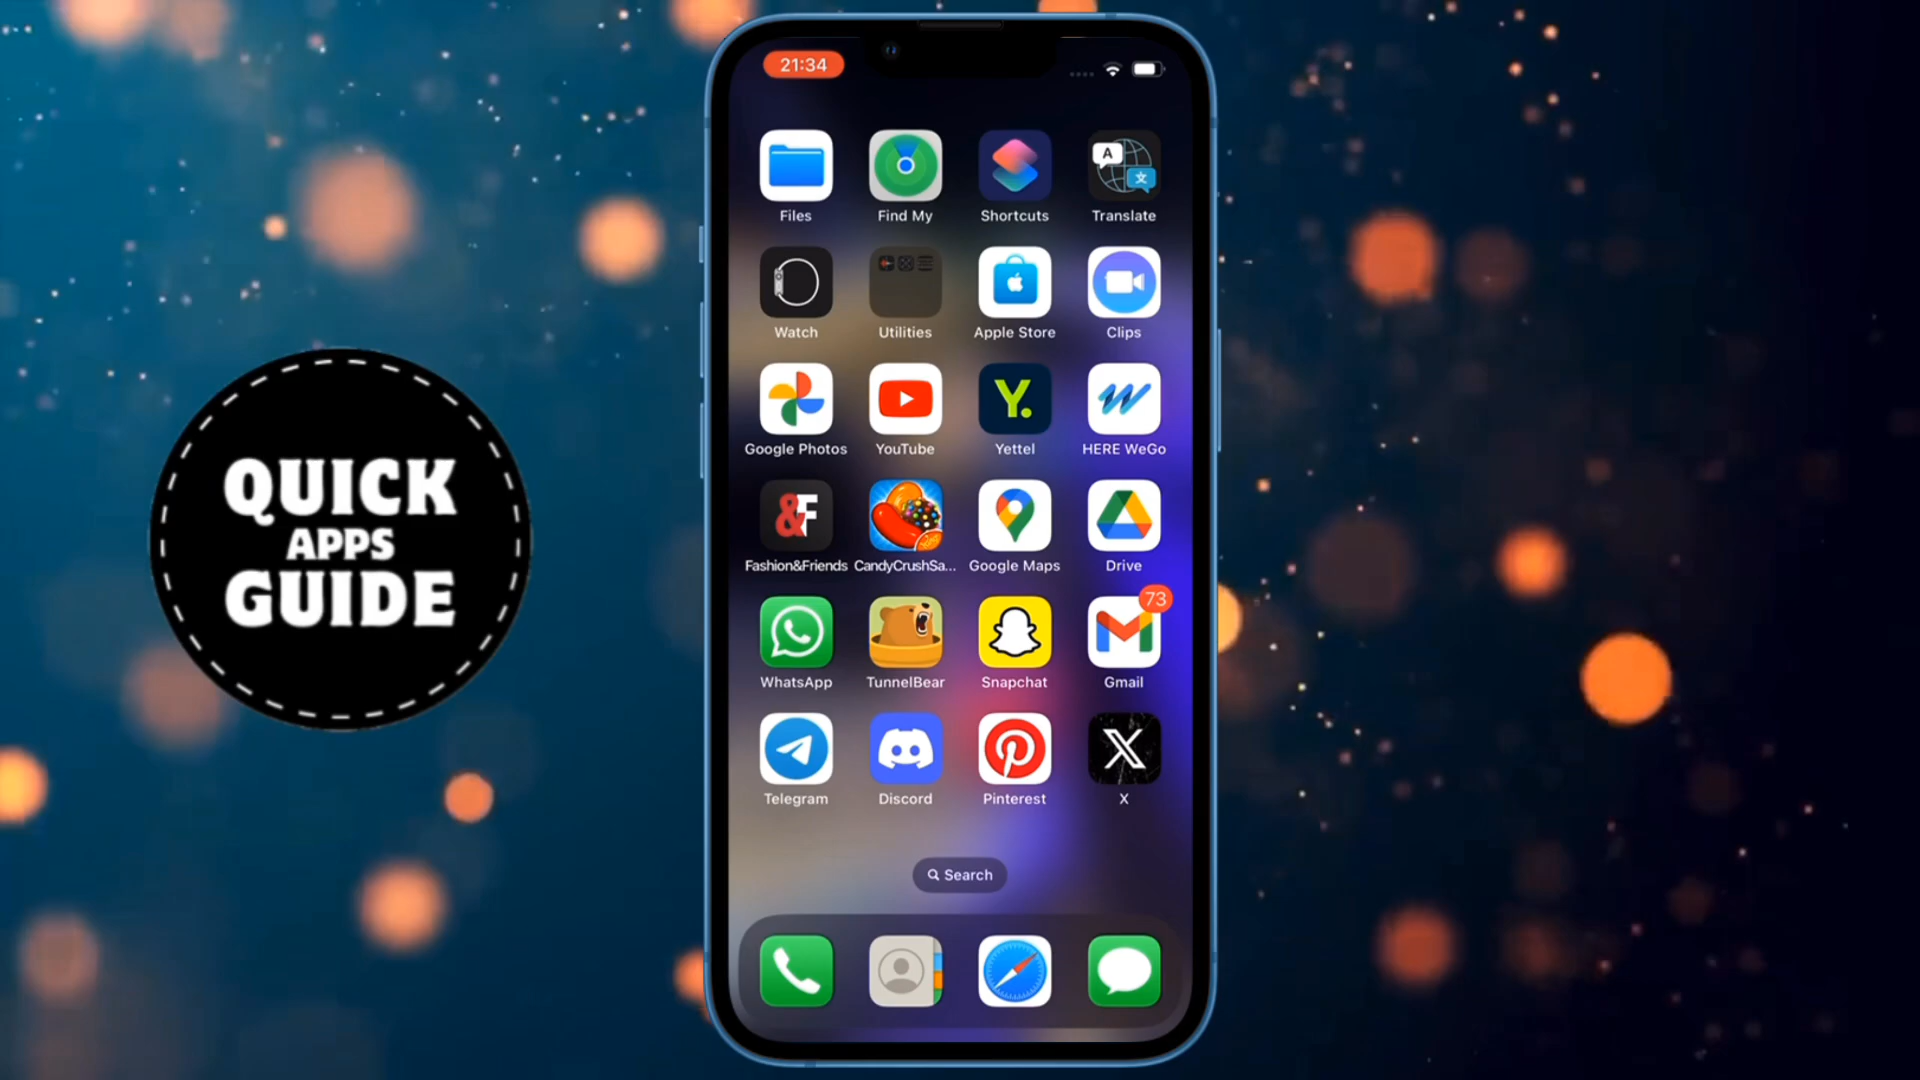 QUICK
APPS
GUIDE
21:34
Files
Find My
Shortcuts
A
文
Translate
Watch
Utilities
Apple Store
Clips
Google Photos
YouTube
Y.
Yettel
HERE WeGo
&F
Fashion&Friends
CandyCrushSa...
Google Maps
Drive
WhatsApp
TunnelBear
Snapchat
73
Gmail
Telegram
Discord
Pinterest
X
Search